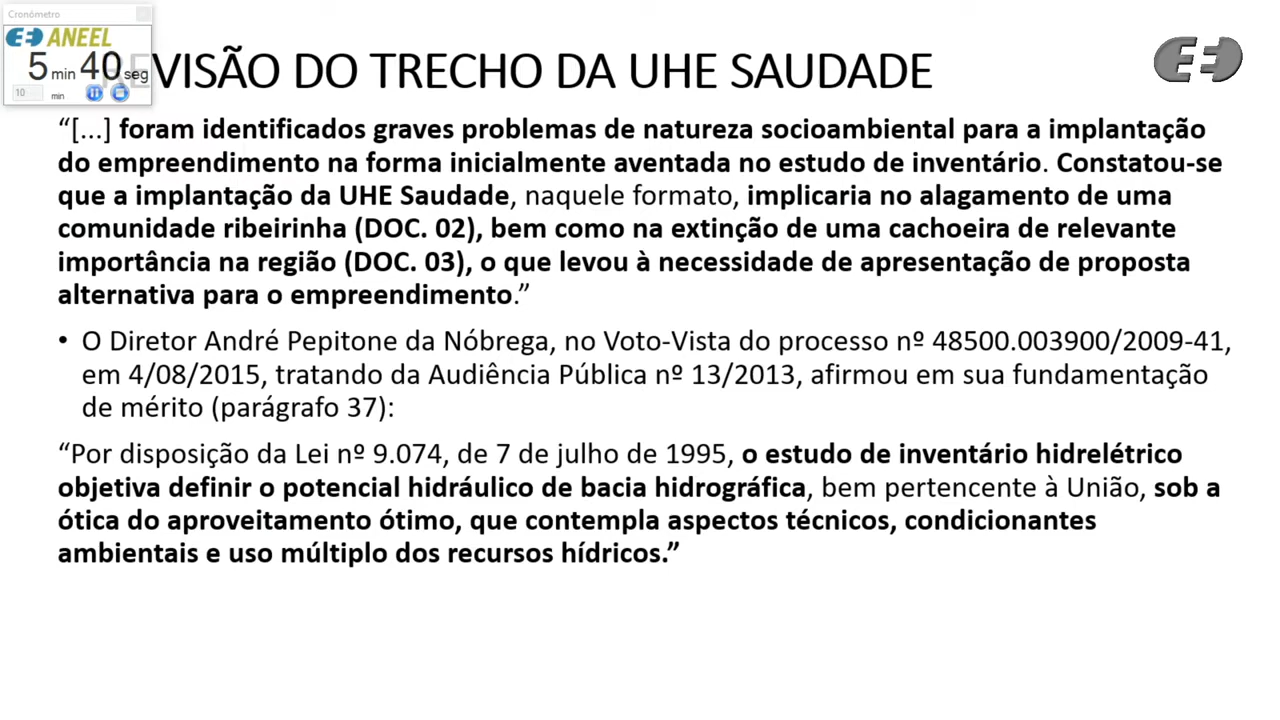 Cronômetro
ANEEL
5 min 40 seg
10 min
REVISÃO DO TRECHO DA UHE SAUDADE
“[...] foram identificados graves problemas de natureza socioambiental para a implantação
do empreendimento na forma inicialmente aventada no estudo de inventário. Constatou-se
que a implantação da UHE Saudade, naquele formato, implicaria no alagamento de uma
comunidade ribeirinha (DOC. 02), bem como na extinção de uma cachoeira de relevante
importância na região (DOC. 03), o que levou à necessidade de apresentação de proposta
alternativa para o empreendimento.”
• O Diretor André Pepitone da Nóbrega, no Voto-Vista do processo nº 48500.003900/2009-41,
em 4/08/2015, tratando da Audiência Pública nº 13/2013, afirmou em sua fundamentação
de mérito (parágrafo 37):
“Por disposição da Lei nº 9.074, de 7 de julho de 1995, o estudo de inventário hidrelétrico
objetiva definir o potencial hidráulico de bacia hidrográfica, bem pertencente à União, sob a
ótica do aproveitamento ótimo, que contempla aspectos técnicos, condicionantes
ambientais e uso múltiplo dos recursos hídricos.”